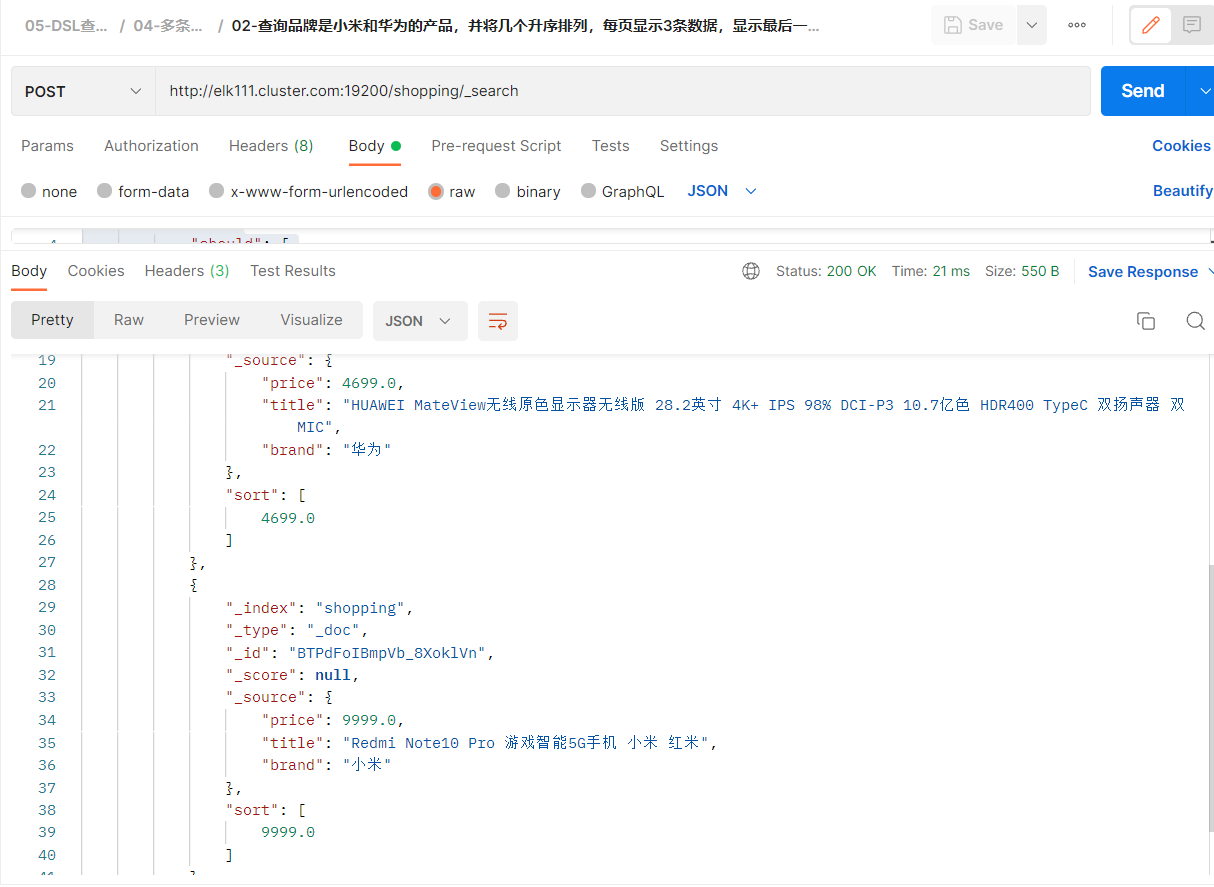 05-DSL查... / 04-多条... / 02-查询品牌是小米和华为的产品，并将几个升序排列，每页显示3条数据，显示最后一... Save
POST http://elk111.cluster.com:19200/shopping/_search Send
Params Authorization Headers (8) Body Pre-request Script Tests Settings Cookies
none form-data x-www-form-urlencoded raw binary GraphQL JSON Beautify
4 "should": [
Body Cookies Headers (3) Test Results Status: 200 OK Time: 21 ms Size: 550 B Save Response
Pretty Raw Preview Visualize JSON
19 "_source": {
20 "price": 4699.0,
21 "title": "HUAWEI MateView无线原色显示器无线版 28.2英寸 4K+ IPS 98% DCI-P3 10.7亿色 HDR400 TypeC 双扬声器 双
MIC",
22 "brand": "华为"
23 },
24 "sort": [
25 4699.0
26 ]
27 },
28 {
29 "_index": "shopping",
30 "_type": "_doc",
31 "_id": "BTPdFoIBmpVb_8XoklVn",
32 "_score": null,
33 "_source": {
34 "price": 9999.0,
35 "title": "Redmi Note10 Pro 游戏智能5G手机 小米 红米",
36 "brand": "小米"
37 },
38 "sort": [
39 9999.0
40 ]
41 }